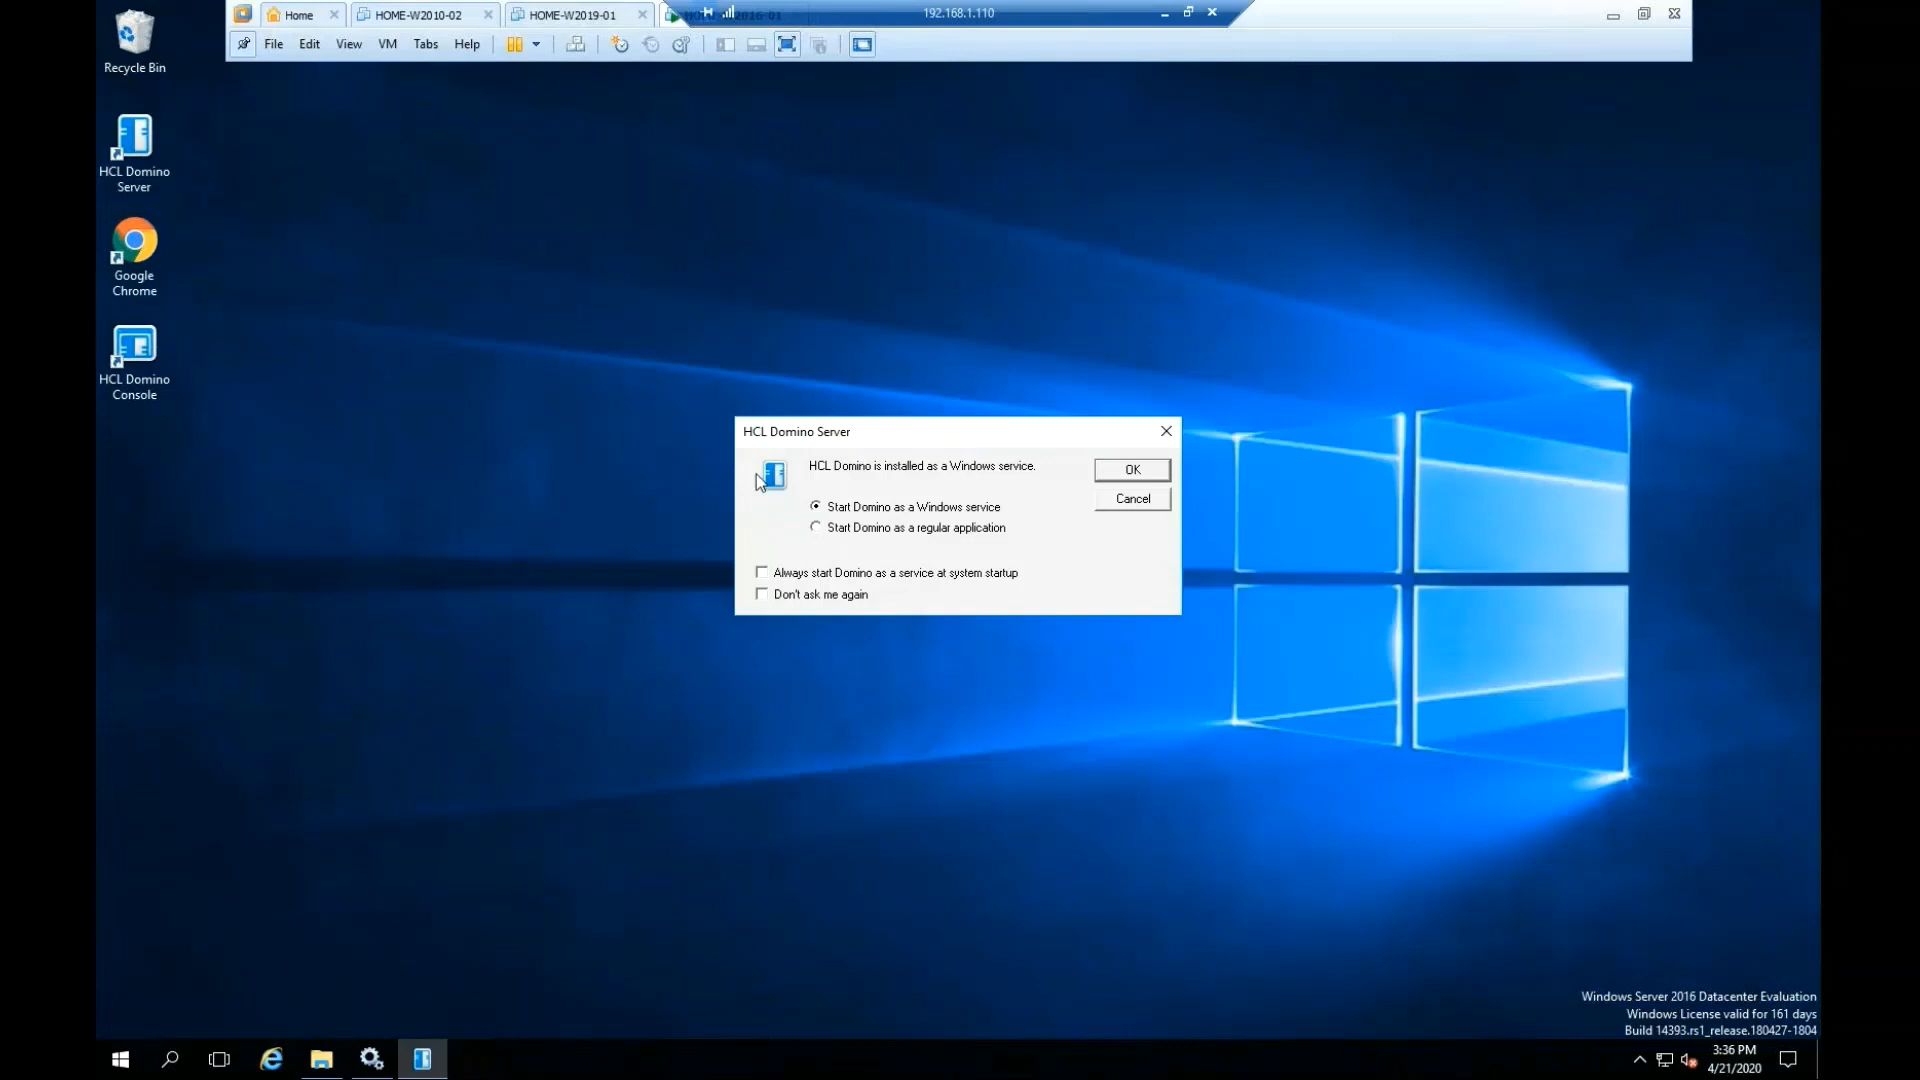 Home
HOME-W2010-02
HOME-W2019-01
192.168.1.110
File Edit View VM Tabs Help
Recycle Bin
HCL Domino
Server
Google
Chrome
HCL Domino
Console
HCL Domino Server
HCL Domino is installed as a Windows service.
OK
Cancel
Start Domino as a Windows service
Start Domino as a regular application
Always start Domino as a service at system startup
Don't ask me again
Windows Server 2016 Datacenter Evaluation
Windows License valid for 161 days
Build 14393.rs1_release.180427-1804
3:36 PM
4/21/2020